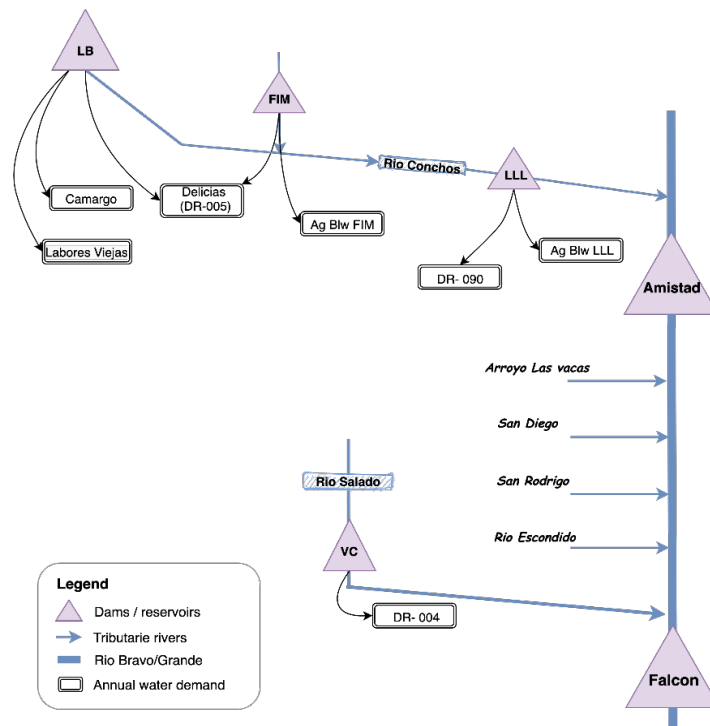 LB
FIM
Rio Conchos
LLL
Camargo
Delicias
(DR-005)
Ag Blw FIM
Labores Viejas
DR- 090
Ag Blw LLL
Amistad
Arroyo Las vacas
San Diego
San Rodrigo
Rio Escondido
Rio Salado
VC
DR- 004
Falcon
Legend
Dams / reservoirs
Tributarie rivers
Rio Bravo/Grande
Annual water demand